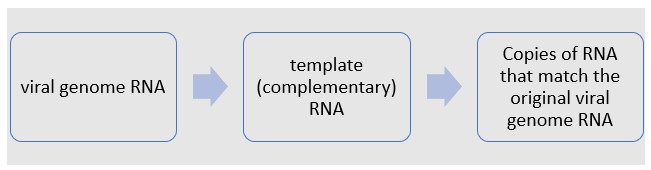 viral genome RNA
template
(complementary)
RNA
Copies of RNA
that match the
original viral
genome RNA